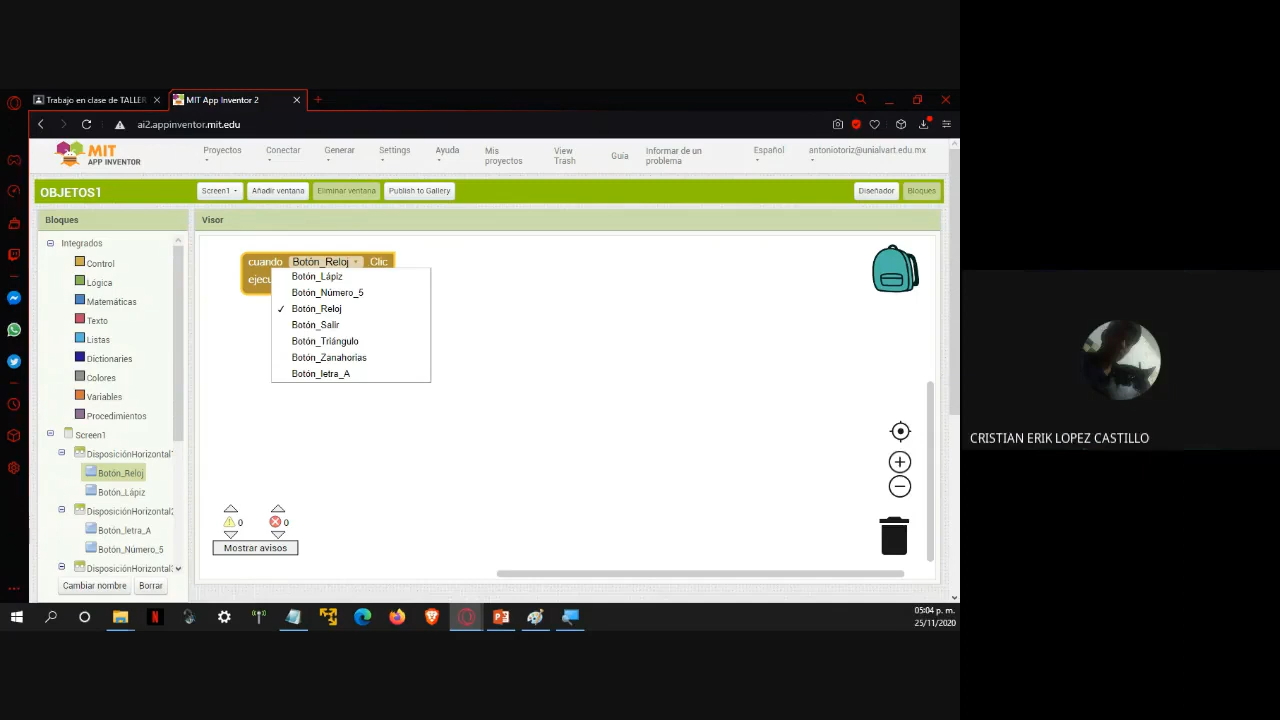 Trabajo en clase de TALLER
MIT App Inventor 2
ai2.appinventor.mit.edu
MIT
APP INVENTOR
Proyectos
Conectar
Generar
Settings
Ayuda
Mis proyectos
View Trash
Guía
Informar de un problema
Español
antoniotoriz@unialvart.edu.mx
OBJETOS1
Screen1
Añadir ventana
Eliminar ventana
Publish to Gallery
Diseñador
Bloques
Bloques
Visor
Integrados
Control
Lógica
Matemáticas
Texto
Listas
Dictionaries
Colores
Variables
Procedimientos
Screen1
DisposiciónHorizontal
Botón_Reloj
Botón_Lápiz
DisposiciónHorizontal
Botón_letra_A
Botón_Número_5
DisposiciónHorizontal
Cambiar nombre
Borrar
cuando Botón_Reloj Clic
ejecu
Botón_Lápiz
Botón_Número_5
✓ Botón_Reloj
Botón_Salir
Botón_Triángulo
Botón_Zanahorias
Botón_letra_A
0
0
Mostrar avisos
CRISTIAN ERIK LOPEZ CASTILLO
05:04 p. m.
25/11/2020